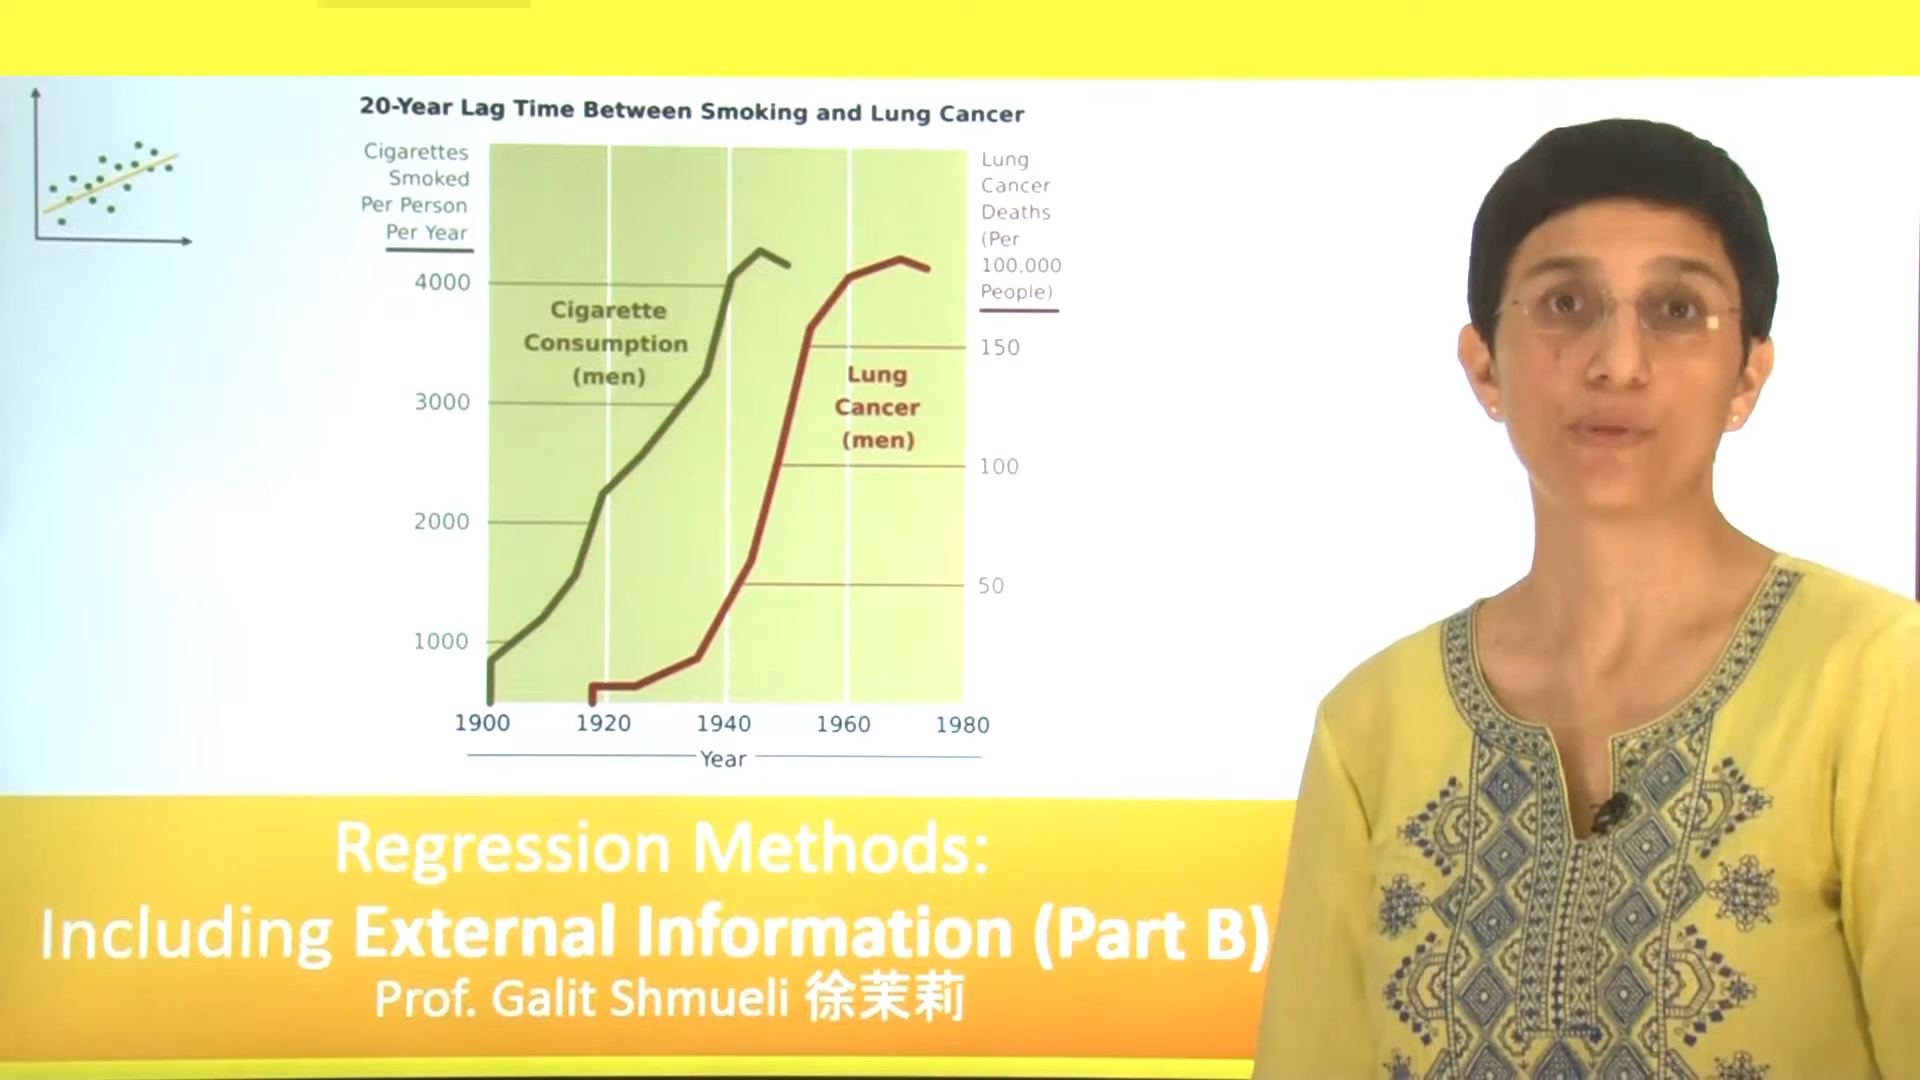 20-Year Lag Time Between Smoking and Lung Cancer
Cigarettes
Smoked
Per Person
Per Year
4000
3000
2000
1000
Cigarette
Consumption
(men)
Lung
Cancer
(men)
Lung
Cancer
Deaths
(Per
100.000
People)
150
100
50
1900 1920 1940 1960 1980
Year
Regression Methods:
Including External Information (Part B)
Prof. Galit Shmueli 徐茉莉